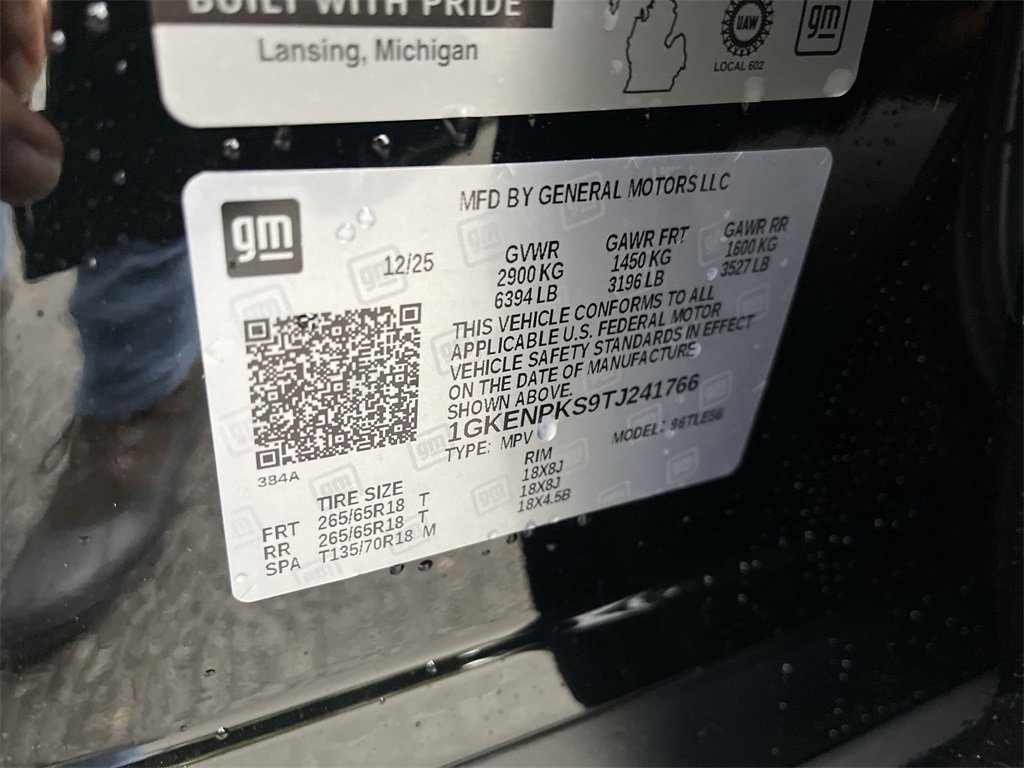 BUILT WITH PRIDE
Lansing, Michigan
UAW
LOCAL 602
gm
gm
MFD BY GENERAL MOTORS LLC
12/25
GVWR
2900 KG
6394 LB
GAWR FRT
1450 KG
3196 LB
GAWR RR
1600 KG
3527 LB
THIS VEHICLE CONFORMS TO ALL
APPLICABLE U.S. FEDERAL MOTOR
VEHICLE SAFETY STANDARDS IN EFFECT
ON THE DATE OF MANUFACTURE
SHOWN ABOVE.
1GKENPKS9TJ241766
TYPE: MPV MODEL: 96TLE56
384A
TIRE SIZE RIM
FRT 265/65R18 T 18X8J
RR 265/65R18 T 18X8J
SPA T135/70R18 M 18X4.5B